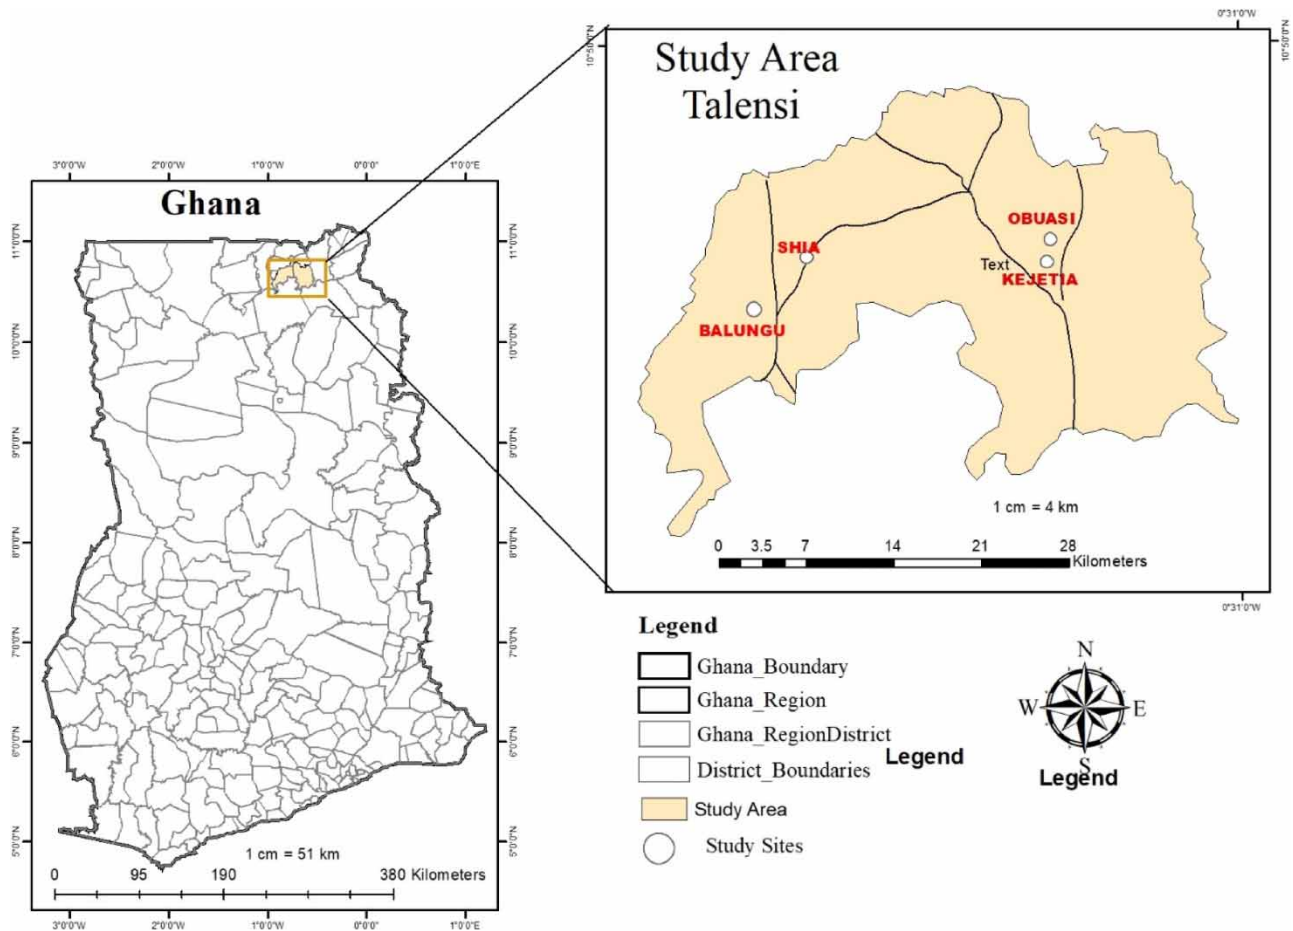 0°31'0"W
10°50'0"N
10°50'0"N
Study Area
Talensi
3°0'0"W 2°0'0"W 1°0'0"W 0°0'0" 1°0'0"E
Ghana
11°0'0"N
11°0'0"N
10°0'0"N
10°0'0"N
9°0'0"N
9°0'0"N
8°0'0"N
8°0'0"N
7°0'0"N
7°0'0"N
6°0'0"N
6°0'0"N
5°0'0"N
5°0'0"N
OBUASI
SHIA
Text
KEJETIA
BALUNGU
1 cm = 4 km
0 3.5 7 14 21 28
Kilometers
0°31'0"W
Legend
Ghana_Boundary
Ghana_Region
Ghana_RegionDistrict
District_Boundaries
Study Area
Study Sites
Legend
N
W E
S
Legend
1 cm = 51 km
0 95 190 380 Kilometers
3°0'0"W 2°0'0"W 1°0'0"W 0°0'0" 1°0'0"E